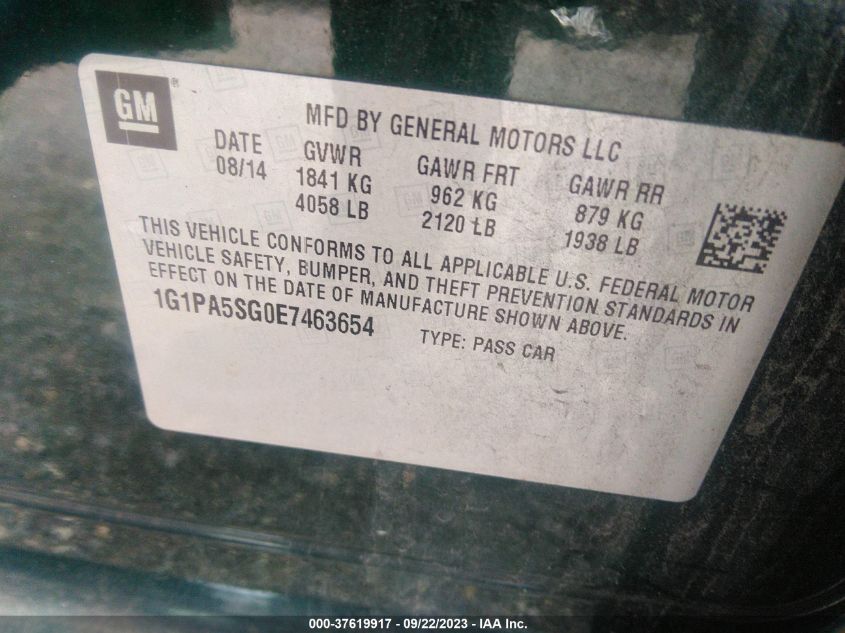 GM®
MFD BY GENERAL MOTORS LLC
DATE GVWR GAWR FRT GAWR RR
08/14 1841 KG 962 KG 879 KG
4058 LB 2120 LB 1938 LB
THIS VEHICLE CONFORMS TO ALL APPLICABLE U.S. FEDERAL MOTOR
VEHICLE SAFETY, BUMPER, AND THEFT PREVENTION STANDARDS IN
EFFECT ON THE DATE OF MANUFACTURE SHOWN ABOVE.
1G1PA5SG0E7463654 TYPE: PASS CAR
000-37619917 - 09/22/2023 - IAA Inc.